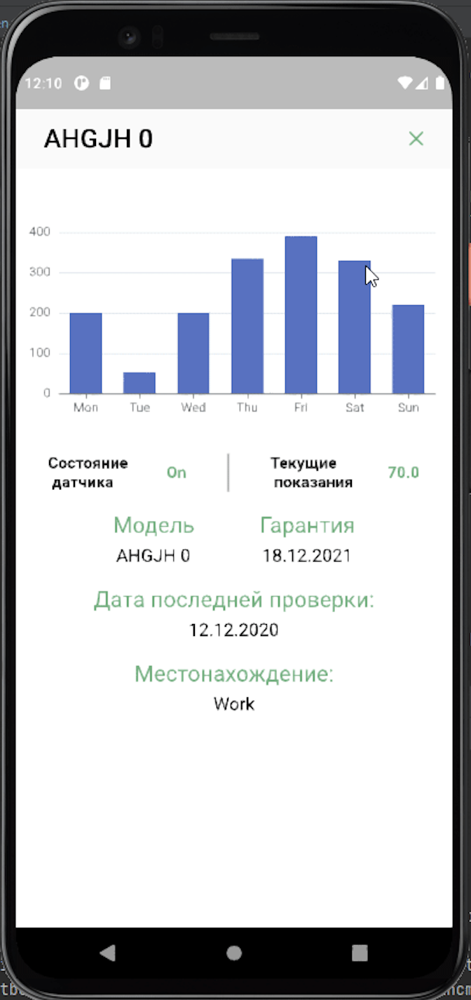 12:10
AHGJH 0
400
300
200
100
0
Mon Tue Wed Thu Fri Sat Sun
Состояние
датчика
On
Текущие
показания
70.0
Модель Гарантия
AHGJH 0 18.12.2021
Дата последней проверки:
12.12.2020
Местонахождение:
Work